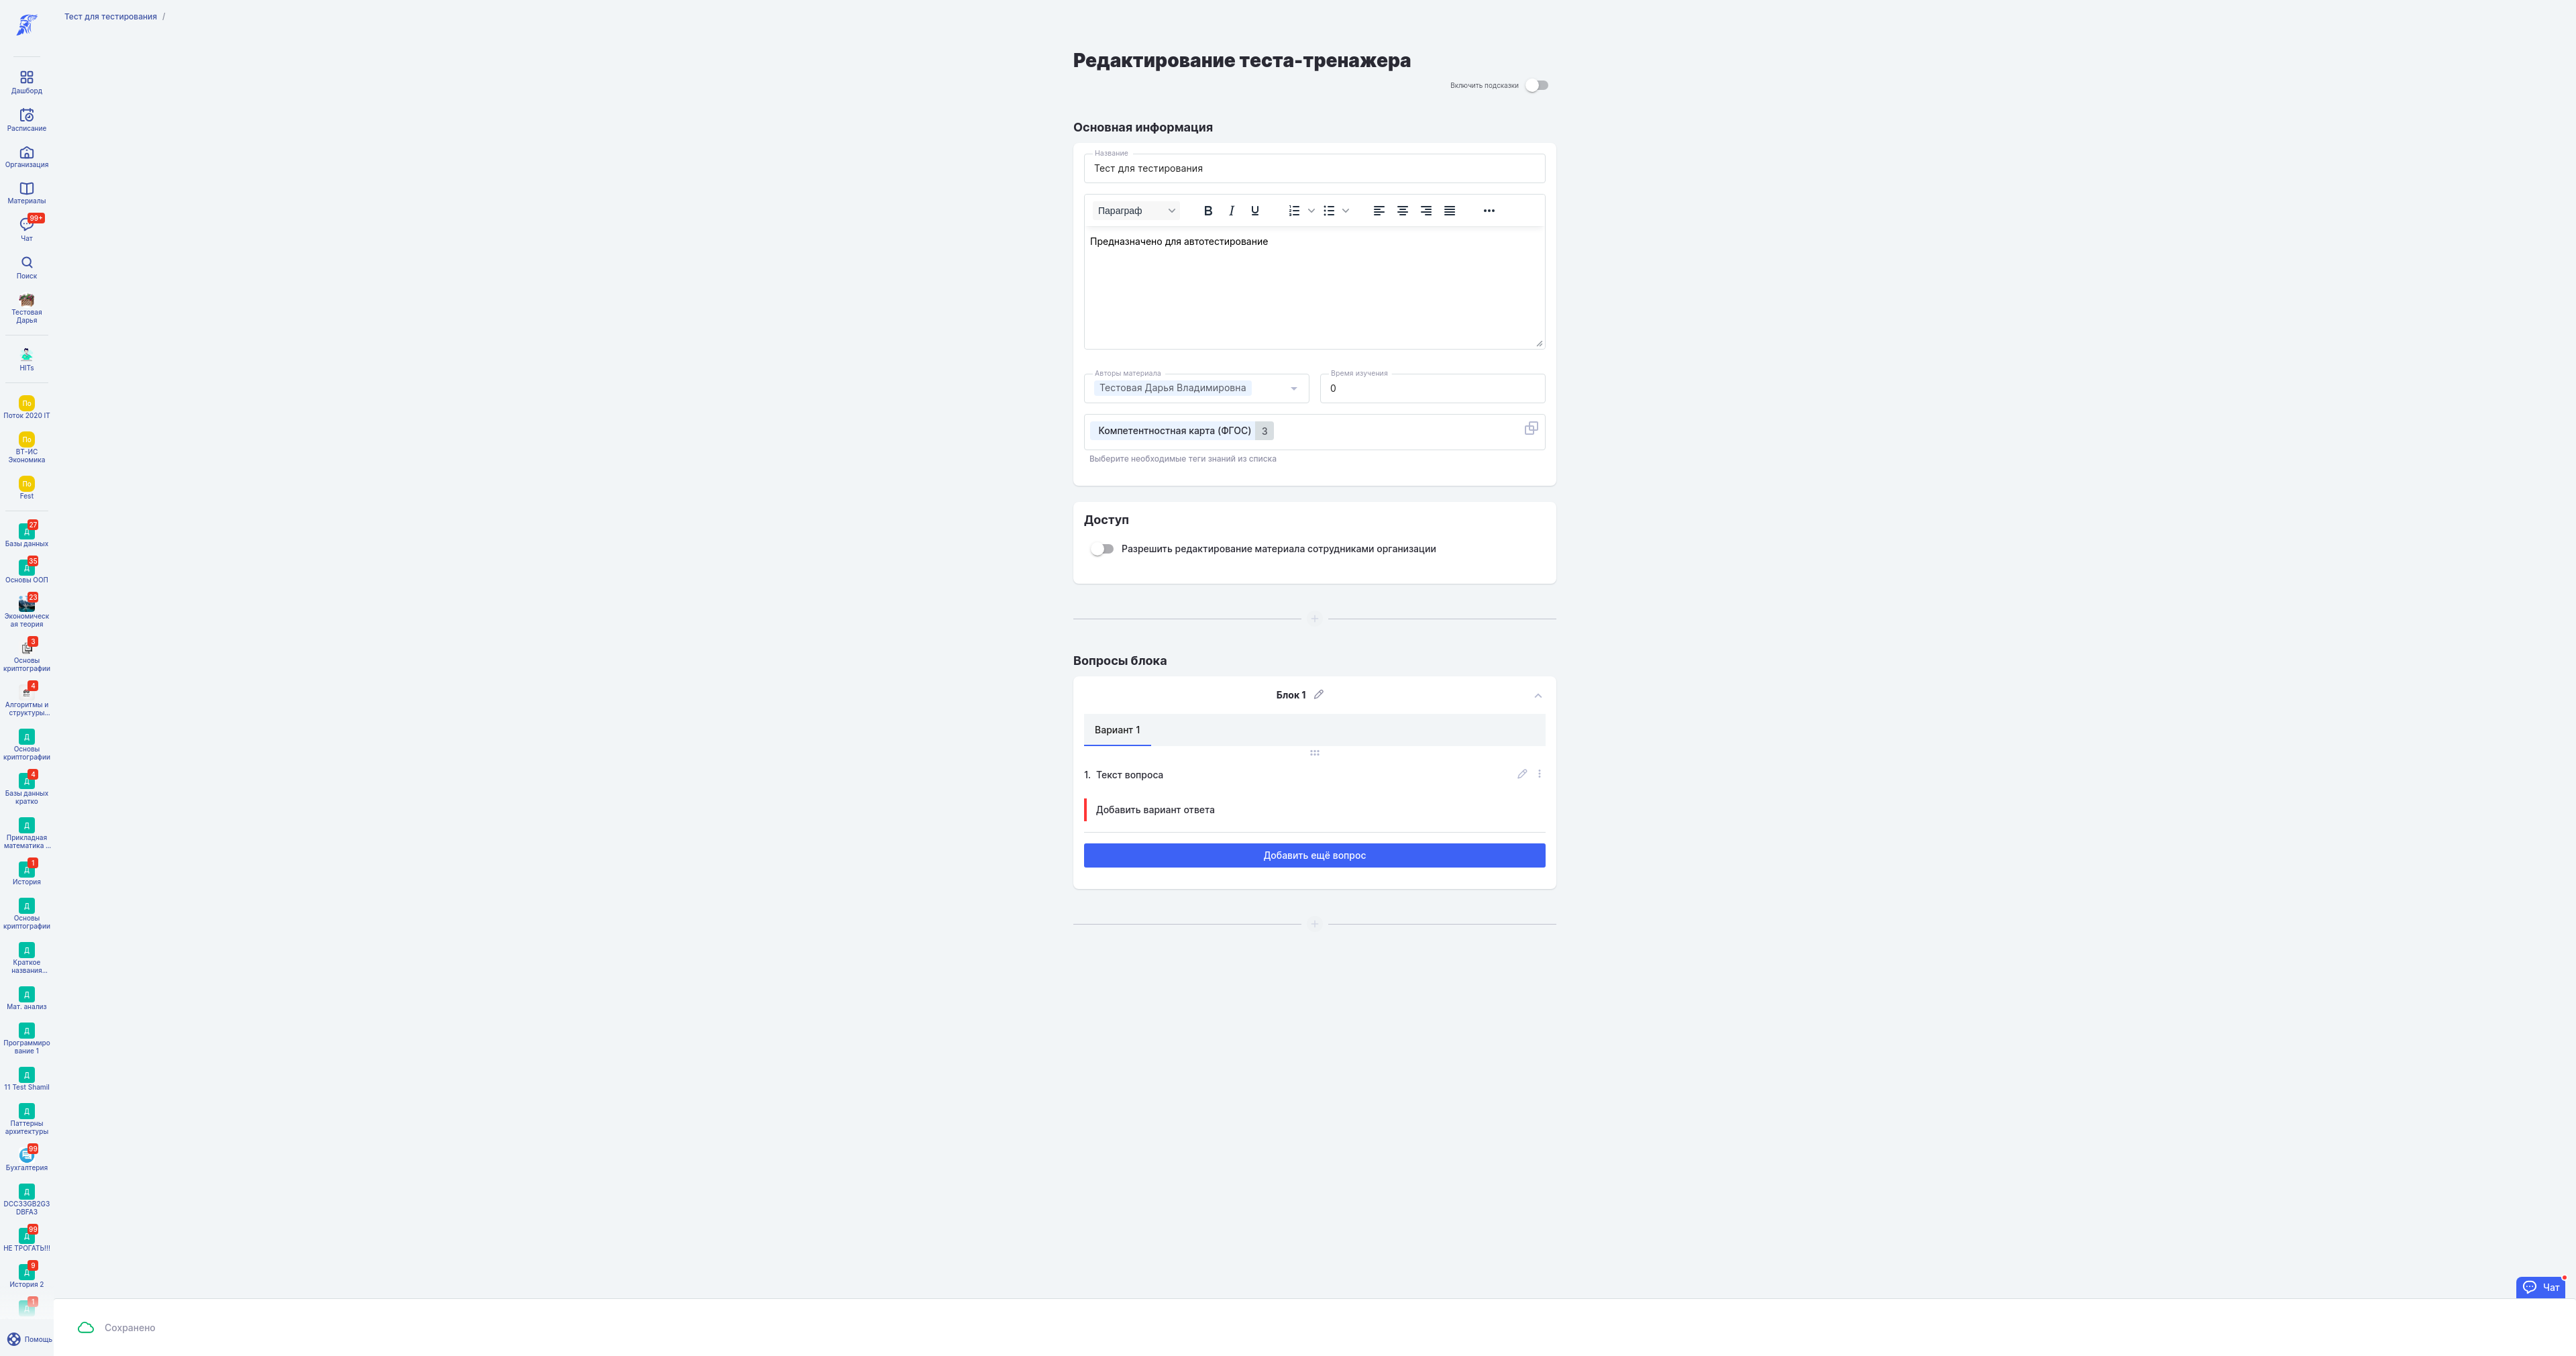 Тест для тестирования /
Дашборд
Расписание
Организация
Материалы
99+
Чат
Поиск
Тестовая
Дарья
HITs
По
Поток 2020 IT
По
ВТ-ИС
Экономика
По
Fest
27
Д
Базы данных
35
Д
Основы ООП
23
Экономическ
ая теория
3
Основы
криптографии
4
Алгоритмы и
структуры...
Д
Основы
криптографии
4
Д
Базы данных
кратко
Д
Прикладная
математика ...
1
Д
История
Д
Основы
криптографии
Д
Краткое
названия...
Д
Мат. анализ
Д
Программиро
вание 1
Д
11 Test Shamil
Д
Паттерны
архитектуры
99
Бухгалтерия
Д
DCC33GB2G3
DBFA3
99
Д
НЕ ТРОГАТЬ!!!
9
Д
История 2
1
Д
Помощь
Редактирование теста-тренажера
Включить подсказки
Основная информация
Название
Тест для тестирования
Параграф
Предназначено для автотестирование
Авторы материала
Тестовая Дарья Владимировна
Время изучения
0
Компетентностная карта (ФГОС) 3
Выберите необходимые теги знаний из списка
Доступ
Разрешить редактирование материала сотрудниками организации
Вопросы блока
Блок 1
Вариант 1
1. Текст вопроса
Добавить вариант ответа
Добавить ещё вопрос
Чат
Сохранено